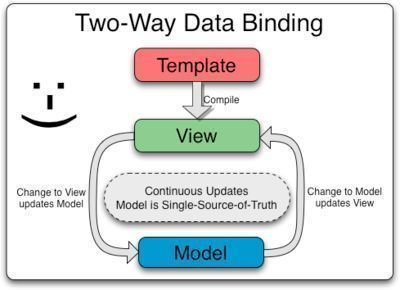 Two-Way Data Binding
Template
Compile
View
Change to View
updates Model
Continuous Updates
Model is Single-Source-of-Truth
Change to Model
updates View
Model